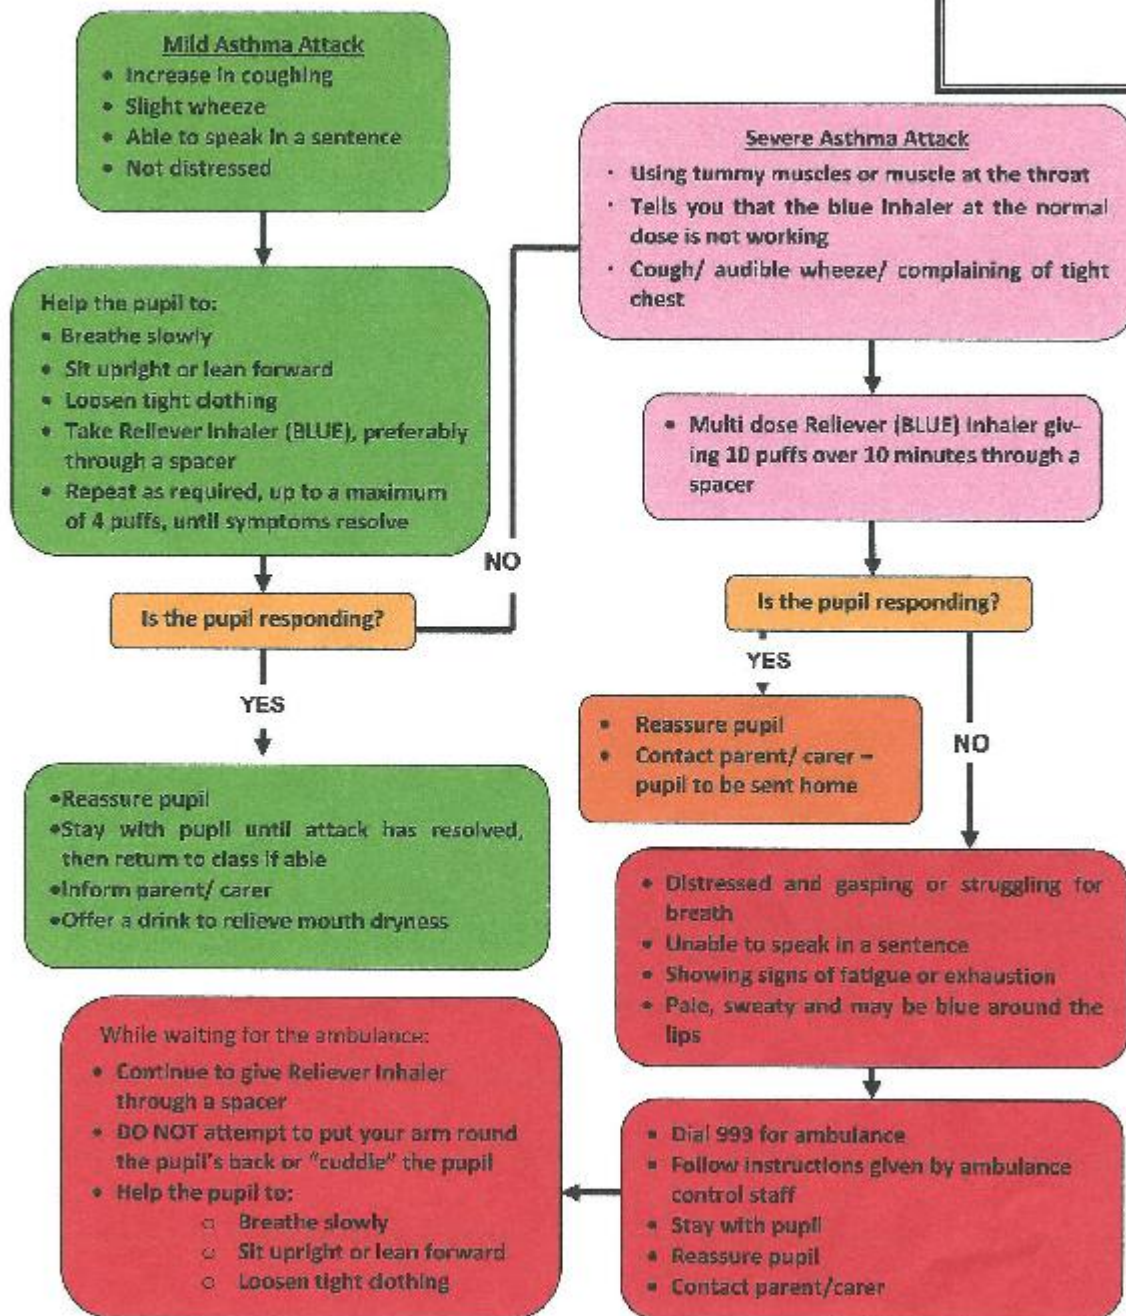 Mild Asthma Attack
• Increase in coughing
• Slight wheeze
• Able to speak in a sentence
• Not distressed
Help the pupil to:
• Breathe slowly
• Sit upright or lean forward
• Loosen tight clothing
• Take Reliever Inhaler (BLUE), preferably
through a spacer
• Repeat as required, up to a maximum
of 4 puffs, until symptoms resolve
Is the pupil responding?
NO
YES
•Reassure pupil
•Stay with pupil until attack has resolved,
then return to class if able
•Inform parent/ carer
•Offer a drink to relieve mouth dryness
Severe Asthma Attack
· Using tummy muscles or muscle at the throat
· Tells you that the blue inhaler at the normal
dose is not working
· Cough/ audible wheeze/ complaining of tight
chest
• Multi dose Reliever (BLUE) Inhaler giv-
ing 10 puffs over 10 minutes through a
spacer
Is the pupil responding?
YES
NO
• Reassure pupil
• Contact parent/ carer –
pupil to be sent home
• Distressed and gasping or struggling for
breath
• Unable to speak in a sentence
• Showing signs of fatigue or exhaustion
• Pale, sweaty and may be blue around the
lips
▪ Dial 999 for ambulance
▪ Follow instructions given by ambulance
control staff
▪ Stay with pupil
▪ Reassure pupil
▪ Contact parent/carer
While waiting for the ambulance:
• Continue to give Reliever Inhaler
through a spacer
• DO NOT attempt to put your arm round
the pupil's back or "cuddle" the pupil
• Help the pupil to:
○ Breathe slowly
○ Sit upright or lean forward
○ Loosen tight clothing